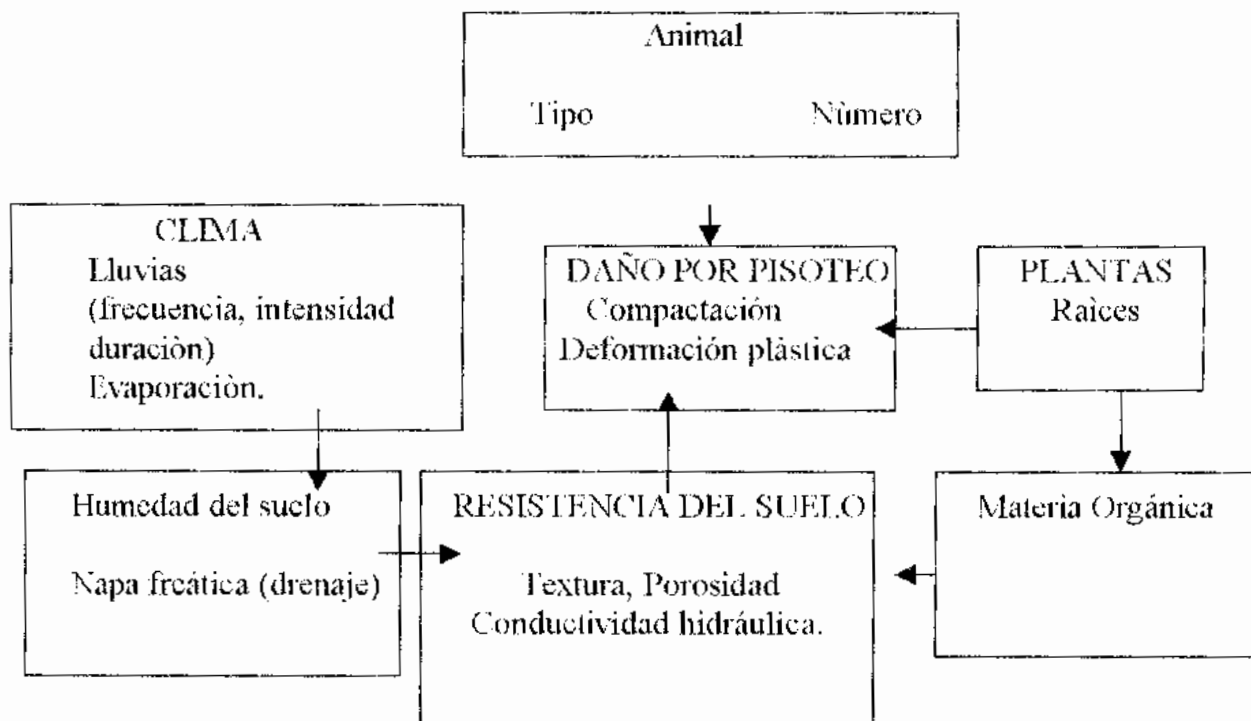 Animal
Tipo Nùmero
CLIMA
Lluvias
(frecuencia, intensidad
duraciòn)
Evaporaciòn.
DAÑO POR PISOTEO
Compactación
Deformación plàstica
PLANTAS
Raìces
Humedad del suelo
Napa freática (drenaje)
RESISTENCIA DEL SUELO
Textura, Porosidad
Conductividad hidráulica.
Materia Orgánica